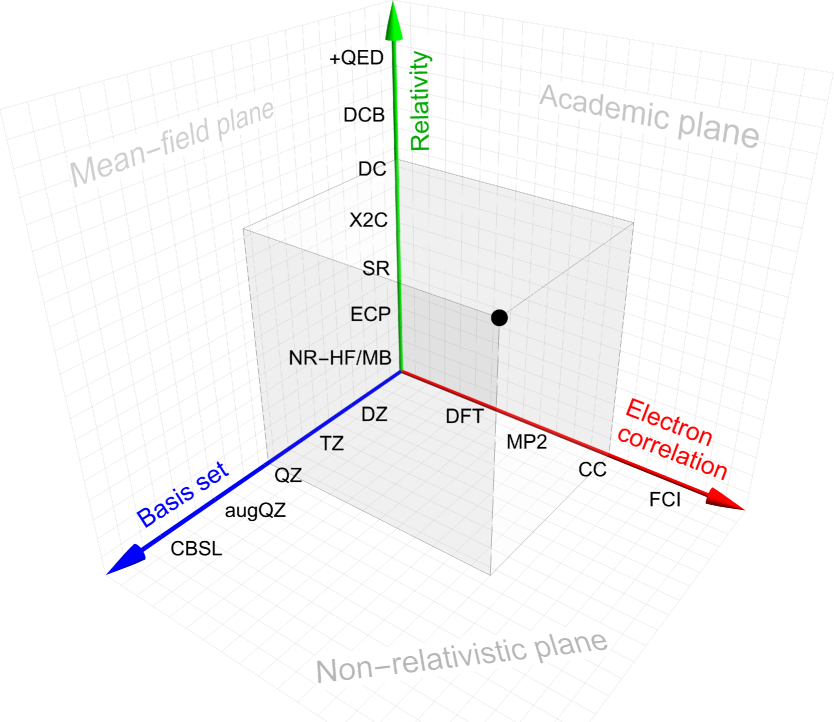 +QED
Relativity
DCB
Mean−field plane
Academic plane
DC
X2C
SR
ECP
NR−HF/MB
DZ
DFT
TZ
MP2
Electron
correlation
QZ
CC
Basis set
augQZ
FCI
CBSL
Non−relativistic plane